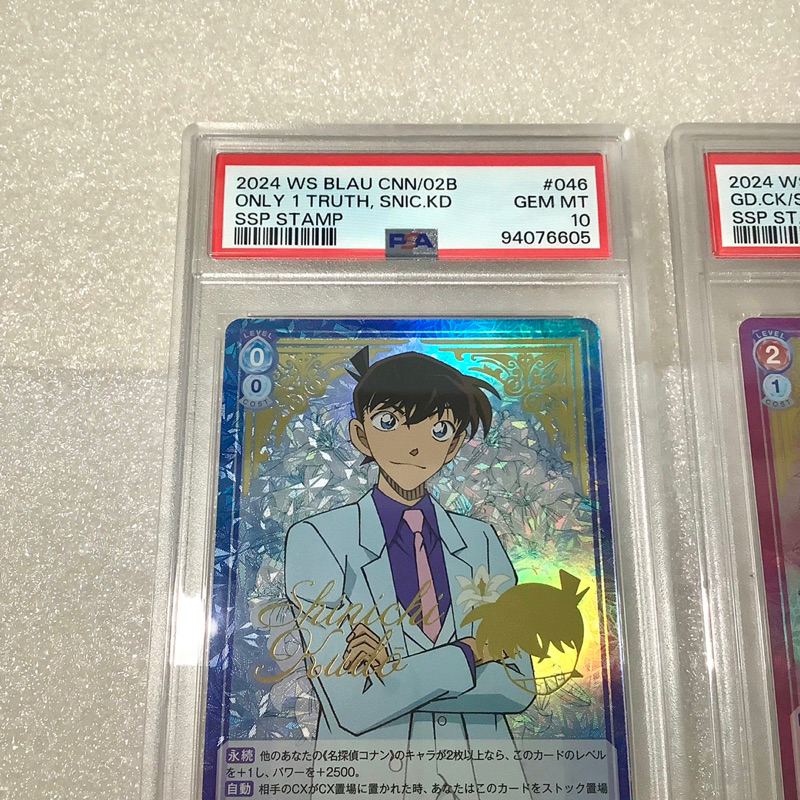 2024 WS BLAU CNN/02B #046
ONLY 1 TRUTH, SNIC.KD GEM MT
SSP STAMP 10
PSA 94076605
LEVEL
0
0
COST
Shinichi
Kudō
永続 他のあなたの《名探偵コナン》のキャラが2枚以上なら、このカードのレベル
を+1し、パワーを+2500。
自動 相手のCXがCX置場に置かれた時、あなたはこのカードをストック置場
2024 WS
GD.CK/S
SSP STA
LEVEL
2
1
COST